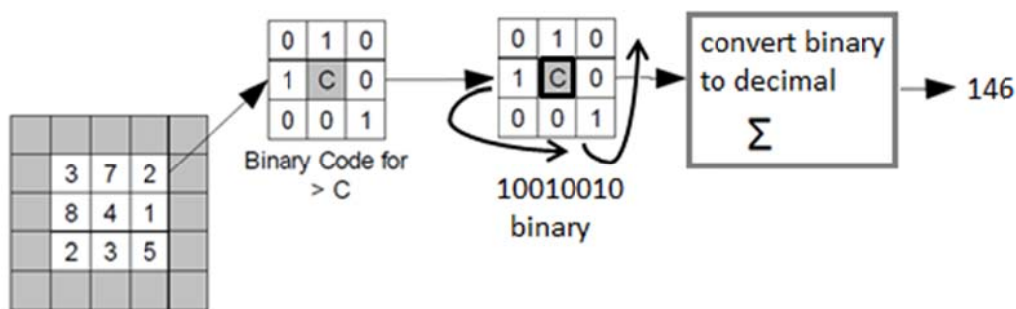 3 7 2
8 4 1
2 3 5
0 1 0
1 C 0
0 0 1
Binary Code for
> C
0 1 0
1 C 0
0 0 1
10010010
binary
convert binary
to decimal
Σ
146